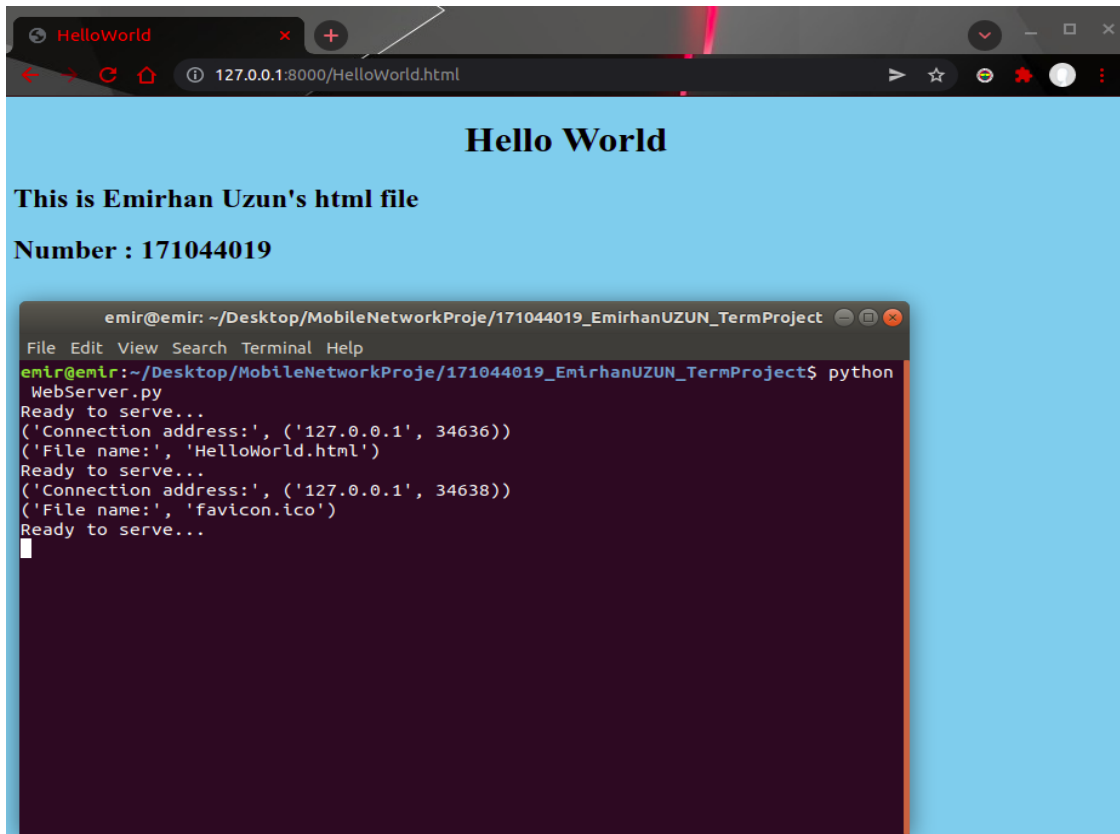 HelloWorld
127.0.0.1:8000/HelloWorld.html
Hello World
This is Emirhan Uzun's html file
Number : 171044019
emir@emir: ~/Desktop/MobileNetworkProje/171044019_EmirhanUZUN_TermProject
File Edit View Search Terminal Help
emir@emir:~/Desktop/MobileNetworkProje/171044019_EmirhanUZUN_TermProject$ python
WebServer.py
Ready to serve...
('Connection address:', ('127.0.0.1', 34636))
('File name:', 'HelloWorld.html')
Ready to serve...
('Connection address:', ('127.0.0.1', 34638))
('File name:', 'favicon.ico')
Ready to serve...